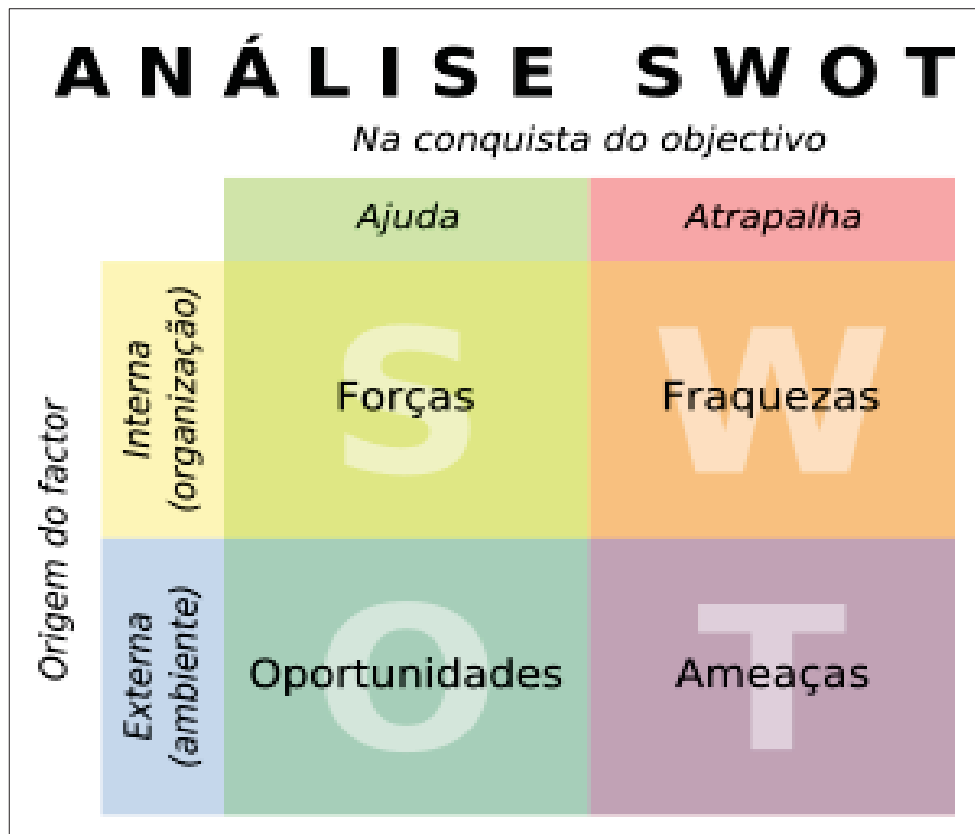 ANÁLISE SWOT
Na conquista do objectivo
Ajuda
Atrapalha
Origem do factor
Interna
(organização)
S
Forças
W
Fraquezas
Externa
(ambiente)
O
Oportunidades
T
Ameaças